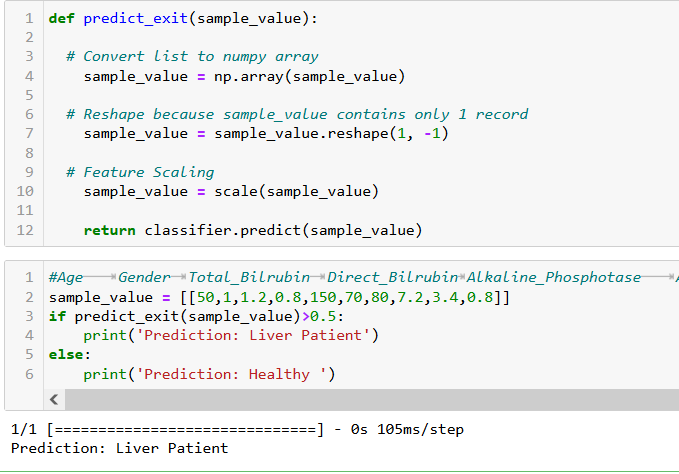 1 def predict_exit(sample_value):
2
3 # Convert list to numpy array
4 sample_value = np.array(sample_value)
5
6 # Reshape because sample_value contains only 1 record
7 sample_value = sample_value.reshape(1, -1)
8
9 # Feature Scaling
10 sample_value = scale(sample_value)
11
12 return classifier.predict(sample_value)
1 #Age Gender Total_Bilrubin Direct_Bilrubin Alkaline_Phosphotase
2 sample_value = [[50,1,1.2,0.8,150,70,80,7.2,3.4,0.8]]
3 if predict_exit(sample_value)>0.5:
4 print('Prediction: Liver Patient')
5 else:
6 print('Prediction: Healthy ')
1/1 [==============================] - 0s 105ms/step
Prediction: Liver Patient